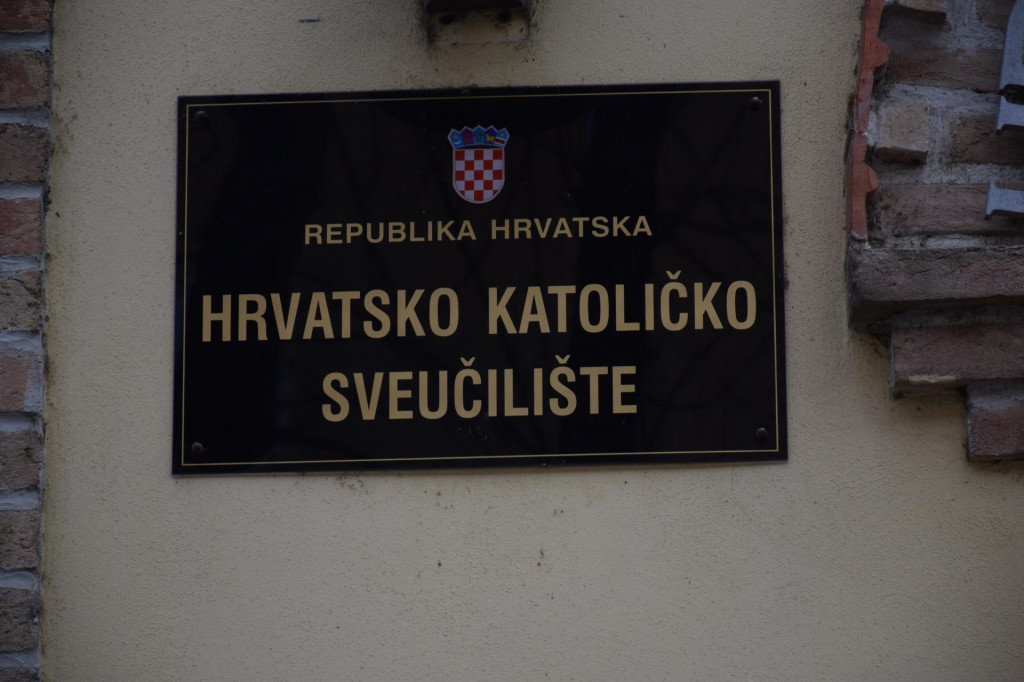 REPUBLIKA HRVATSKA
HRVATSKO KATOLIČKO
SVEUČILIŠTE